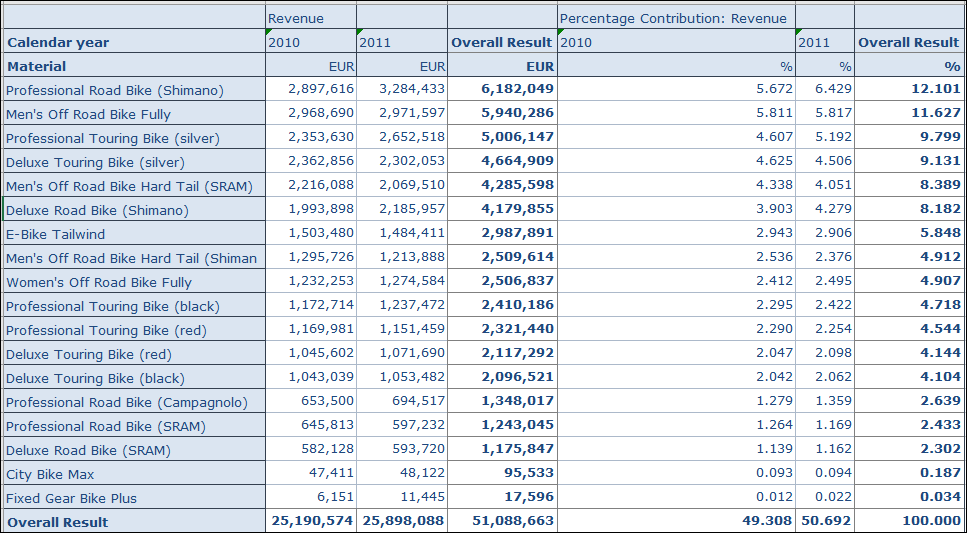 Revenue Percentage Contribution: Revenue
Calendar year 2010 2011 Overall Result 2010 2011 Overall Result
Material EUR EUR EUR % % %
Professional Road Bike (Shimano) 2,897,616 3,284,433 6,182,049 5.672 6.429 12.101
Men's Off Road Bike Fully 2,968,690 2,971,597 5,940,286 5.811 5.817 11.627
Professional Touring Bike (silver) 2,353,630 2,652,518 5,006,147 4.607 5.192 9.799
Deluxe Touring Bike (silver) 2,362,856 2,302,053 4,664,909 4.625 4.506 9.131
Men's Off Road Bike Hard Tail (SRAM) 2,216,088 2,069,510 4,285,598 4.338 4.051 8.389
Deluxe Road Bike (Shimano) 1,993,898 2,185,957 4,179,855 3.903 4.279 8.182
E-Bike Tailwind 1,503,480 1,484,411 2,987,891 2.943 2.906 5.848
Men's Off Road Bike Hard Tail (Shiman 1,295,726 1,213,888 2,509,614 2.536 2.376 4.912
Women's Off Road Bike Fully 1,232,253 1,274,584 2,506,837 2.412 2.495 4.907
Professional Touring Bike (black) 1,172,714 1,237,472 2,410,186 2.295 2.422 4.718
Professional Touring Bike (red) 1,169,981 1,151,459 2,321,440 2.290 2.254 4.544
Deluxe Touring Bike (red) 1,045,602 1,071,690 2,117,292 2.047 2.098 4.144
Deluxe Touring Bike (black) 1,043,039 1,053,482 2,096,521 2.042 2.062 4.104
Professional Road Bike (Campagnolo) 653,500 694,517 1,348,017 1.279 1.359 2.639
Professional Road Bike (SRAM) 645,813 597,232 1,243,045 1.264 1.169 2.433
Deluxe Road Bike (SRAM) 582,128 593,720 1,175,847 1.139 1.162 2.302
City Bike Max 47,411 48,122 95,533 0.093 0.094 0.187
Fixed Gear Bike Plus 6,151 11,445 17,596 0.012 0.022 0.034
Overall Result 25,190,574 25,898,088 51,088,663 49.308 50.692 100.000